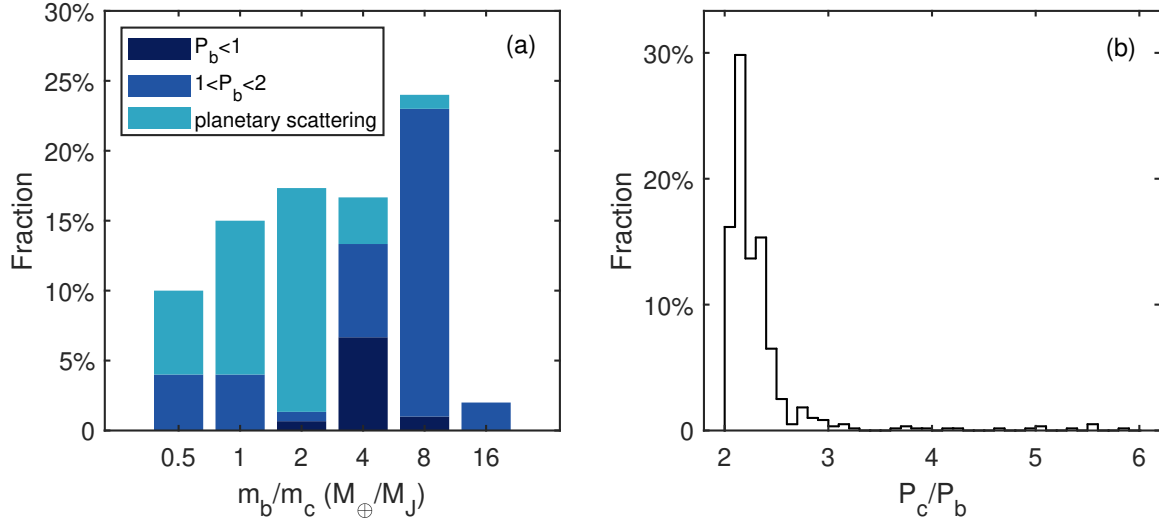 (a)
P_b<1
1<P_b<2
planetary scattering
30%
25%
20%
15%
10%
5%
0
Fraction
0.5 1 2 4 8 16
m_b/m_c (M_⊕/M_J)
(b)
30%
20%
10%
0
Fraction
2 3 4 5 6
P_c/P_b